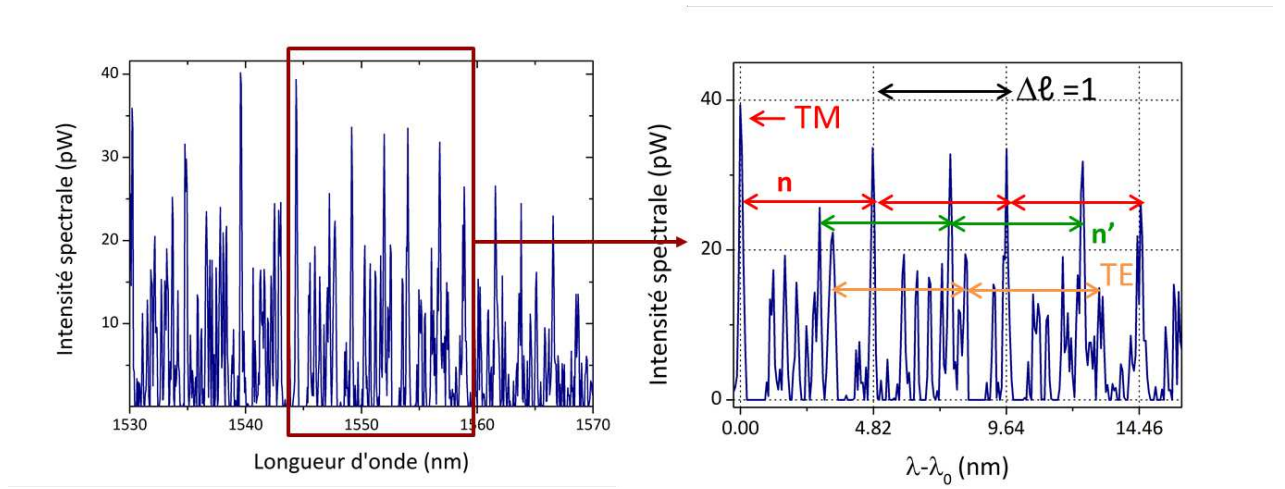 Intensité spectrale (pW)
40
30
20
10
1530
1540
1550
1560
1570
Longueur d'onde (nm)
Intensité spectrale (pW)
40
20
0
Δℓ =1
TM
n
n’
TE
0.00
4.82
9.64
14.46
λ-λ0 (nm)